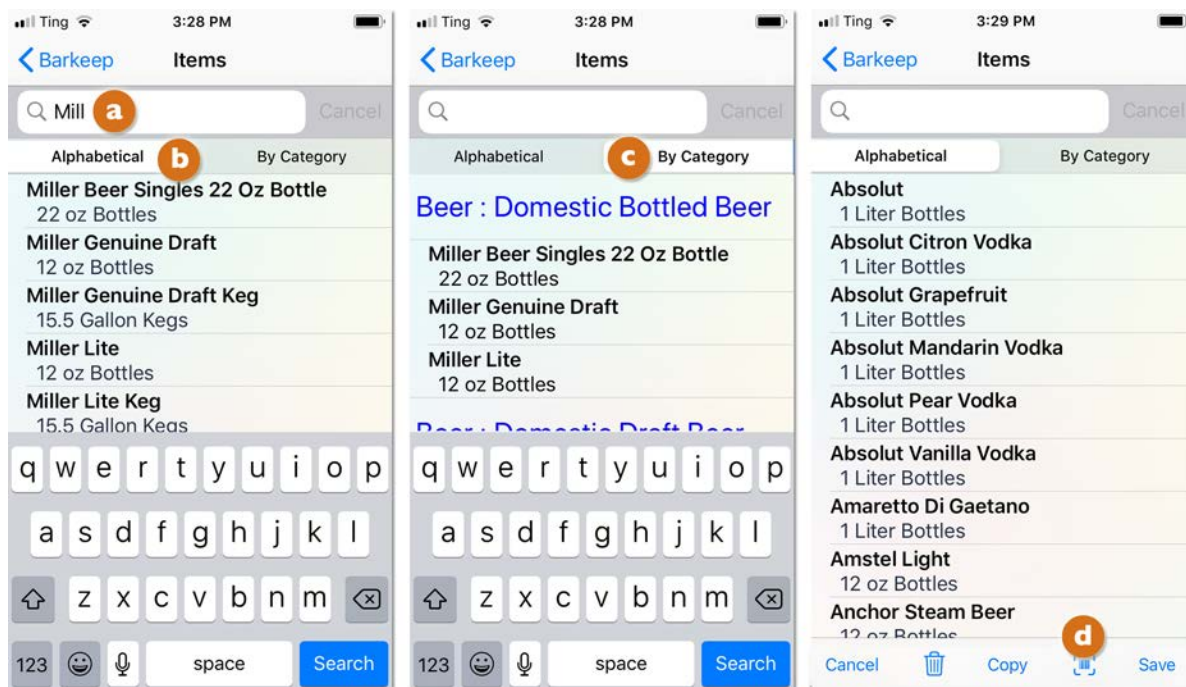 Ting 3:28 PM
Barkeep Items
Mill a Cancel
Alphabetical b By Category
Miller Beer Singles 22 Oz Bottle
22 oz Bottles
Miller Genuine Draft
12 oz Bottles
Miller Genuine Draft Keg
15.5 Gallon Kegs
Miller Lite
12 oz Bottles
Miller Lite Keg
15.5 Gallon Kegs
q w e r t y u i o p
a s d f g h j k l
z x c v b n m
123 space Search
Ting 3:28 PM
Barkeep Items
Cancel
Alphabetical c By Category
Beer : Domestic Bottled Beer
Miller Beer Singles 22 Oz Bottle
22 oz Bottles
Miller Genuine Draft
12 oz Bottles
Miller Lite
12 oz Bottles
Beer : Domestic Draft Beer
q w e r t y u i o p
a s d f g h j k l
z x c v b n m
123 space Search
Ting 3:29 PM
Barkeep Items
Cancel
Alphabetical By Category
Absolut
1 Liter Bottles
Absolut Citron Vodka
1 Liter Bottles
Absolut Grapefruit
1 Liter Bottles
Absolut Mandarin Vodka
1 Liter Bottles
Absolut Pear Vodka
1 Liter Bottles
Absolut Vanilla Vodka
1 Liter Bottles
Amaretto Di Gaetano
1 Liter Bottles
Amstel Light
12 oz Bottles
Anchor Steam Beer
12 oz Bottles
d
Cancel Copy Save